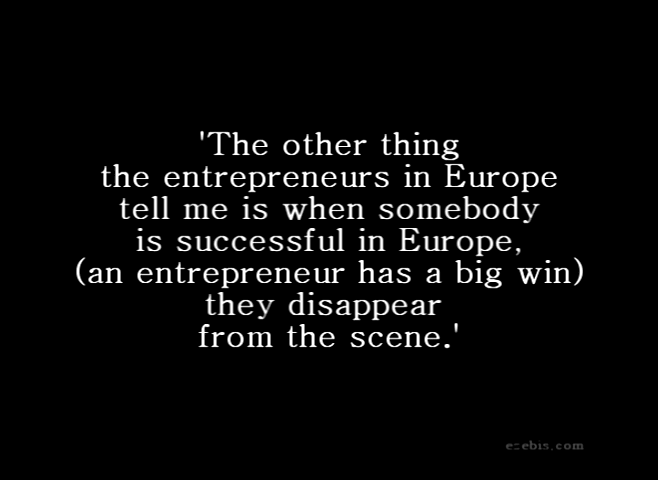 'The other thing
the entrepreneurs in Europe
tell me is when somebody
is successful in Europe,
(an entrepreneur has a big win)
they disappear
from the scene.'
ezebis.com